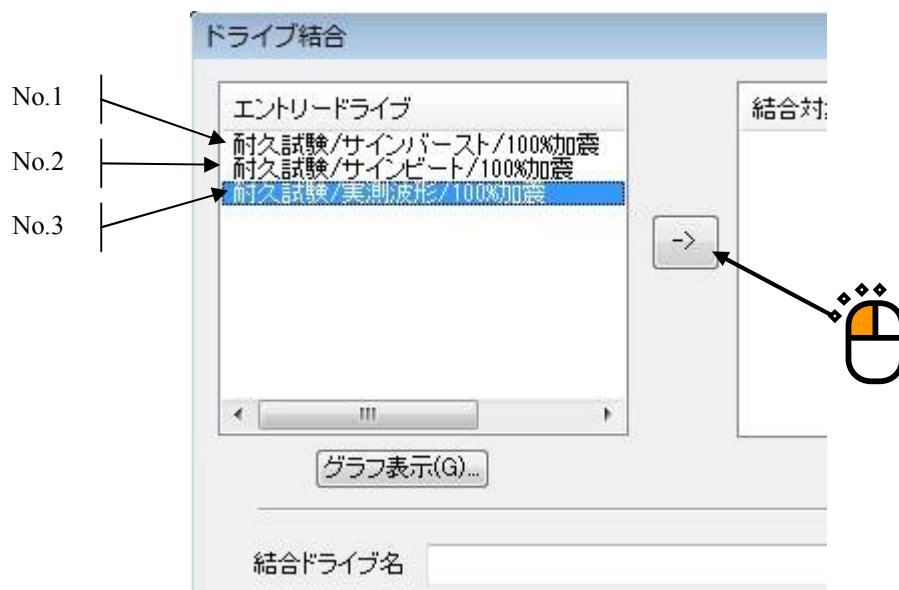 ドライブ結合
No.1
No.2
No.3
エントリードライブ
耐久試験/サインバースト/100%加震
耐久試験/サインビート/100%加震
耐久試験/実測波形/100%加震
->
結合対
グラフ表示(G)...
結合ドライブ名